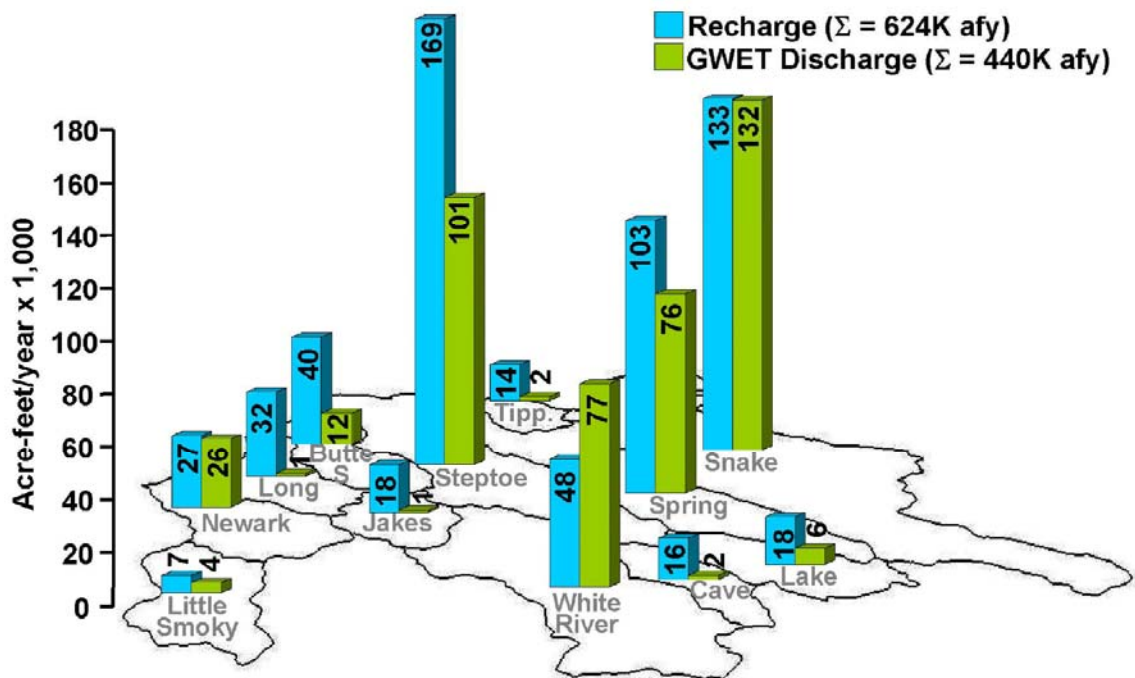 Recharge (Σ = 624K afy)
GWET Discharge (Σ = 440K afy)
Acre-feet/year x 1,000
180
160
140
120
100
80
60
40
20
0
169
101
Steptoe
133
132
Snake
103
76
Spring
40
12
Butte
S
14
2
Tipp.
32
1
Long
27
26
Newark
18
1
Jakes
48
77
White
River
16
2
Cave
18
6
Lake
7
4
Little
Smoky